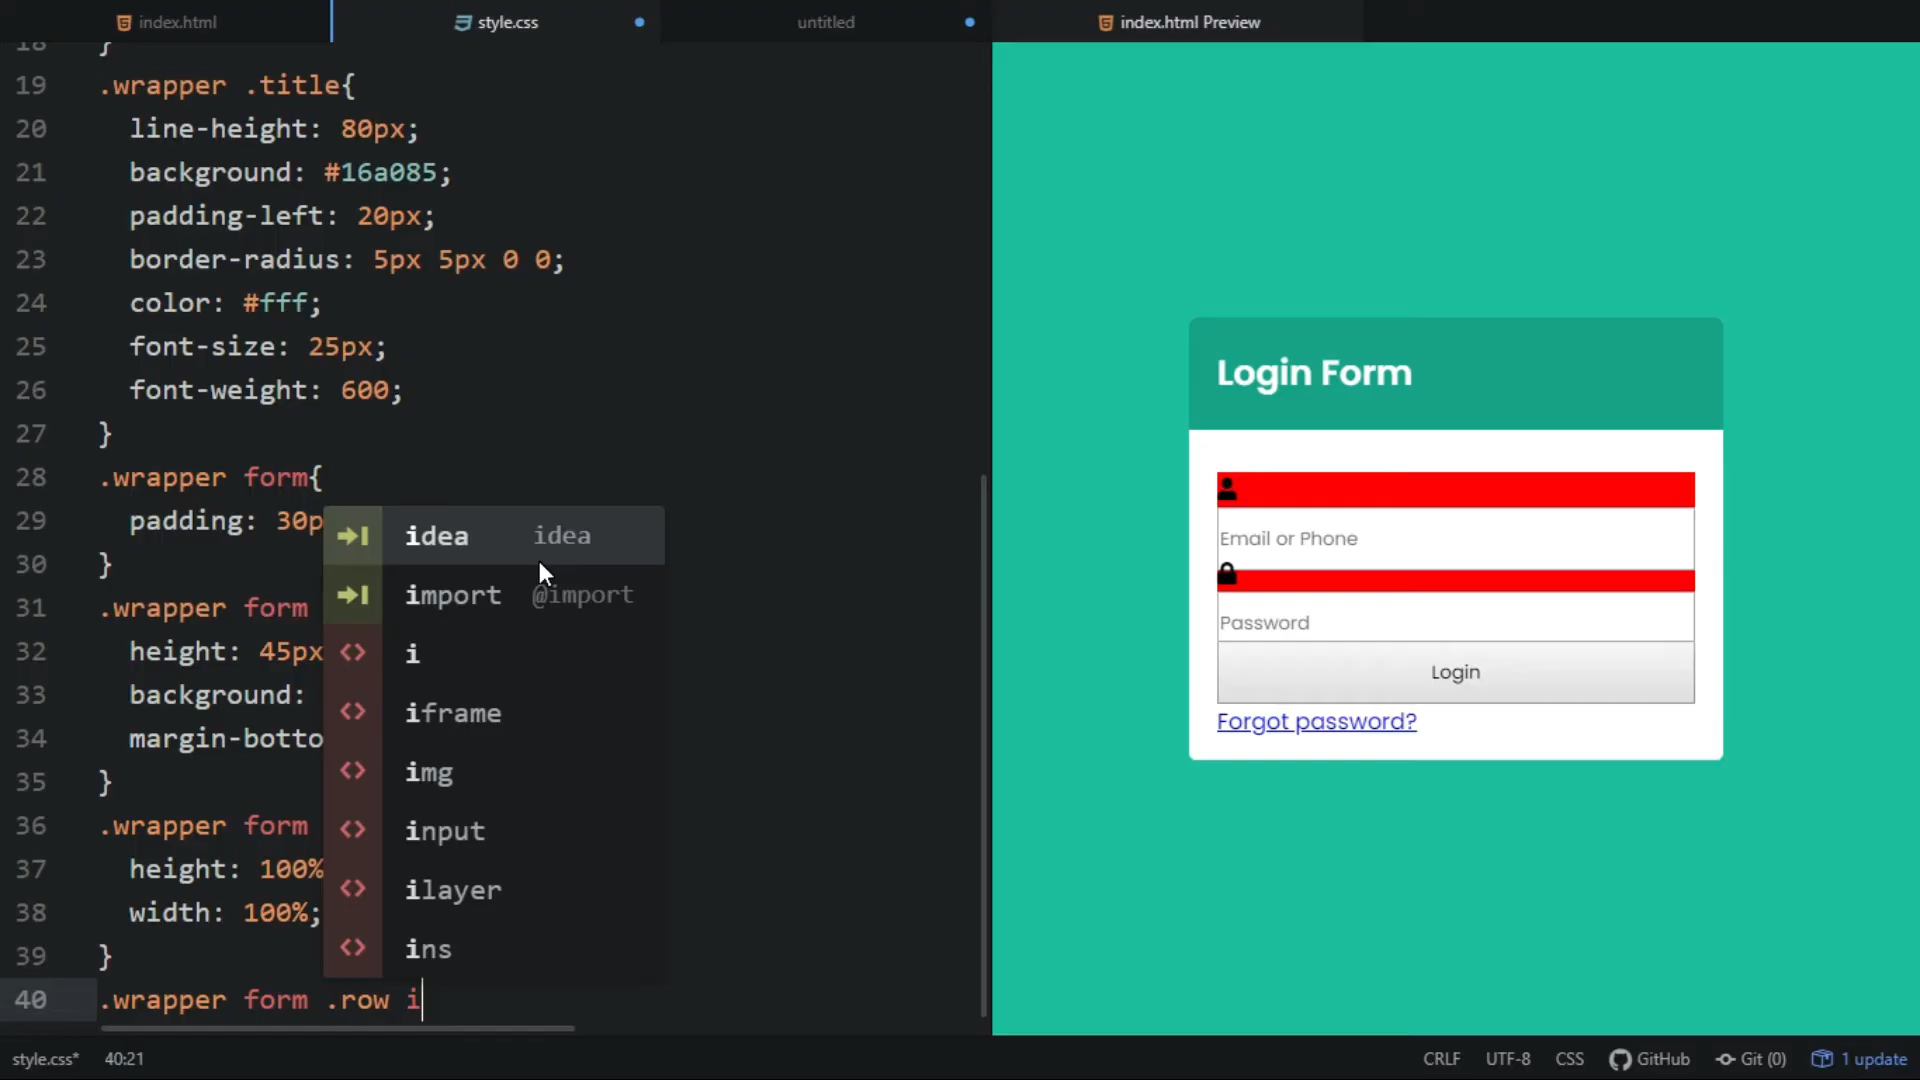 index.html
style.css
untitled
index.html Preview
18 }
19 .wrapper .title{
20 line-height: 80px;
21 background: #16a085;
22 padding-left: 20px;
23 border-radius: 5px 5px 0 0;
24 color: #fff;
25 font-size: 25px;
26 font-weight: 600;
27 }
28 .wrapper form{
29 padding: 30p
30 }
31 .wrapper form
32 height: 45px
33 background:
34 margin-botto
35 }
36 .wrapper form
37 height: 100%
38 width: 100%;
39 }
40 .wrapper form .row i
idea idea
import @import
i
iframe
img
input
ilayer
ins
Login Form
Email or Phone
Password
Login
Forgot password?
style.css* 40:21
CRLF UTF-8 CSS GitHub Git (0) 1 update